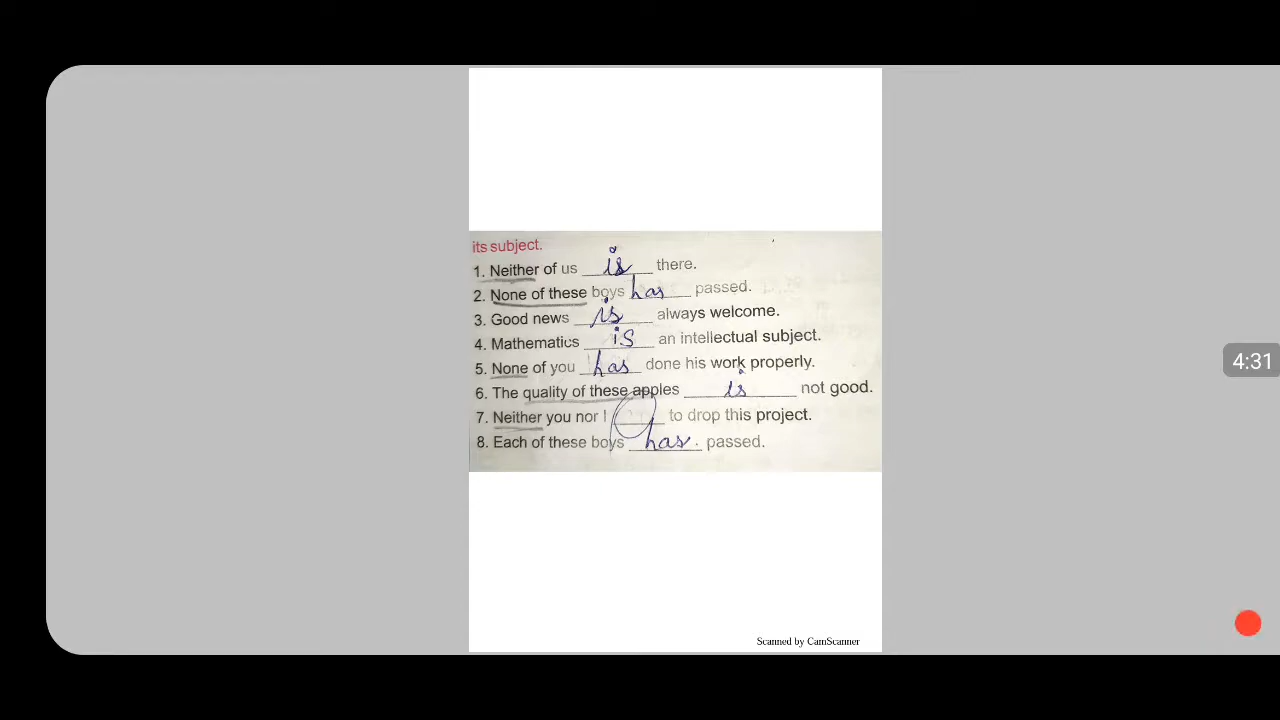 its subject.
1. Neither of us is there.
2. None of these boys has passed.
3. Good news is always welcome.
4. Mathematics is an intellectual subject.
5. None of you has done his work properly.
6. The quality of these apples is not good.
7. Neither you nor I ______ to drop this project.
8. Each of these boys has. passed.
4:31
Scanned by CamScanner